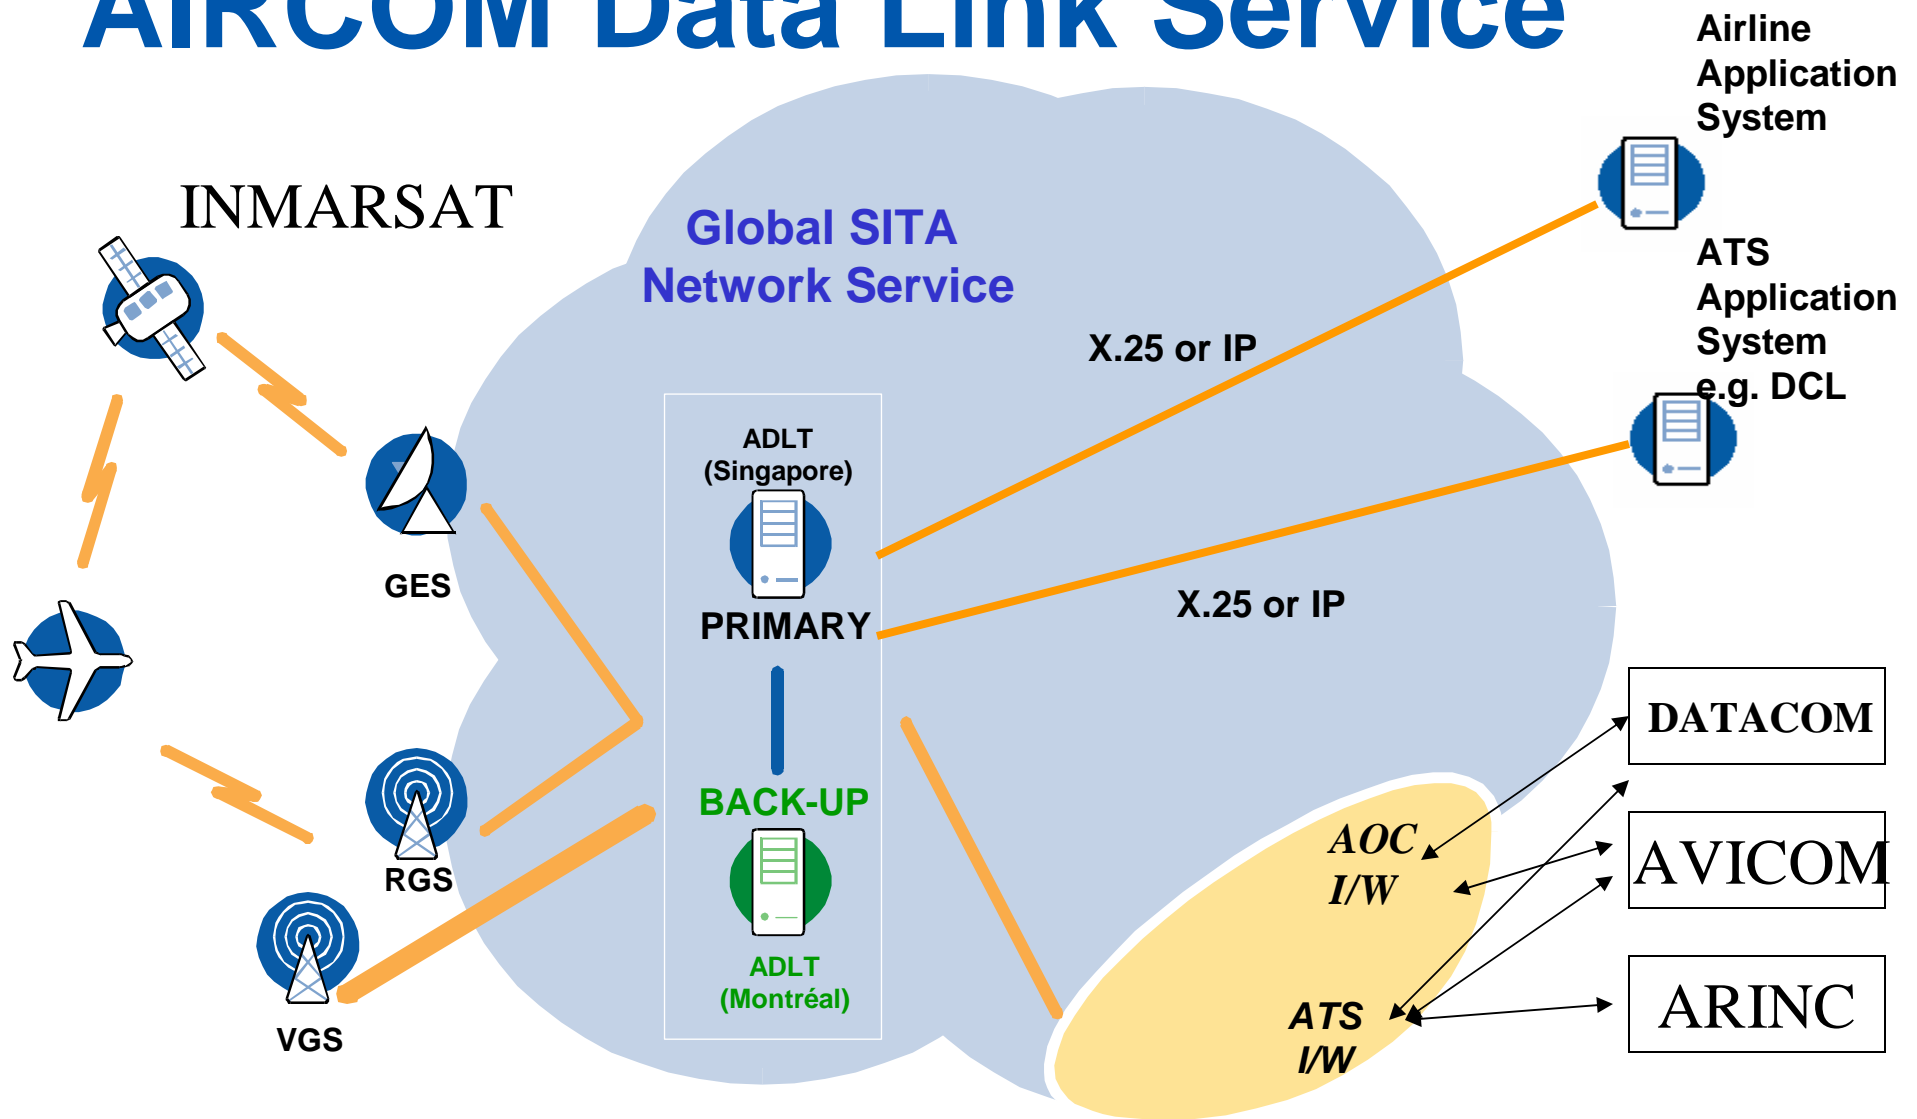 AIRCOM Data Link Service
Airline
Application
System
INMARSAT
Global SITA
Network Service
ATS
Application
System
e.g. DCL
X.25 or IP
ADLT
(Singapore)
GES
PRIMARY
X.25 or IP
DATACOM
BACK-UP
AOC
I/W
AVICOM
RGS
ADLT
(Montréal)
VGS
ATS
I/W
ARINC